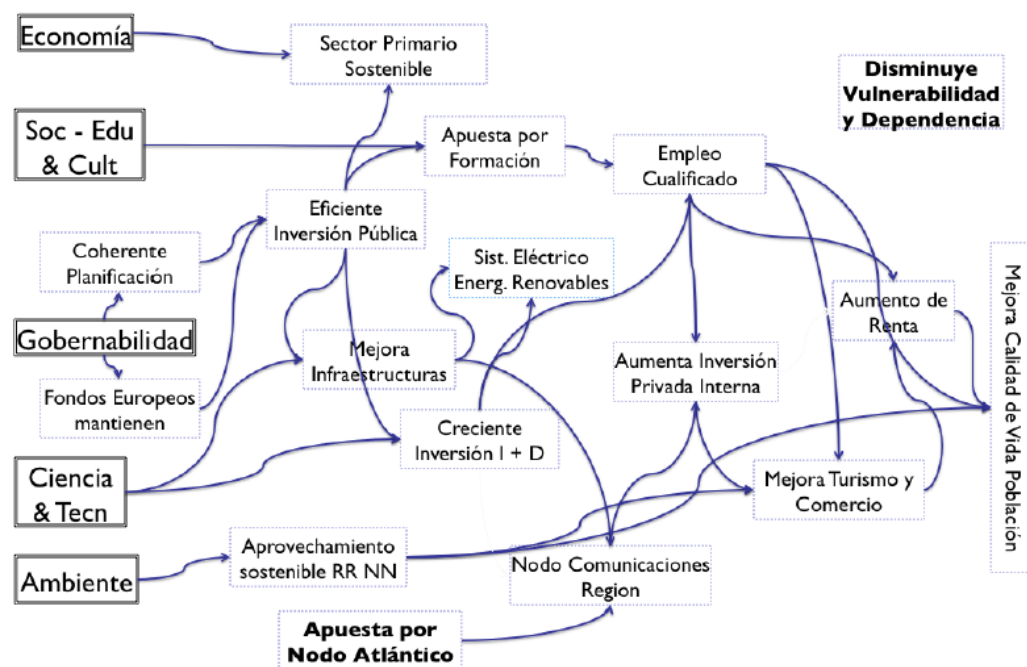 Economía
Sector Primario
Sostenible
Disminuye
Vulnerabilidad
y Dependencia
Soc - Edu
& Cult
Apuesta por
Formación
Empleo
Cualificado
Eficiente
Inversión Pública
Coherente
Planificación
Sist. Eléctrico
Energ. Renovables
Aumento de
Renta
Mejora Calidad de Vida Población
Gobernabilidad
Mejora
Infraestructuras
Aumenta Inversión
Privada Interna
Fondos Europeos
mantienen
Creciente
Inversión I + D
Ciencia
& Tecn
Mejora Turismo y
Comercio
Aprovechamiento
sostenible RR NN
Nodo Comunicaciones
Region
Ambiente
Apuesta por
Nodo Atlántico